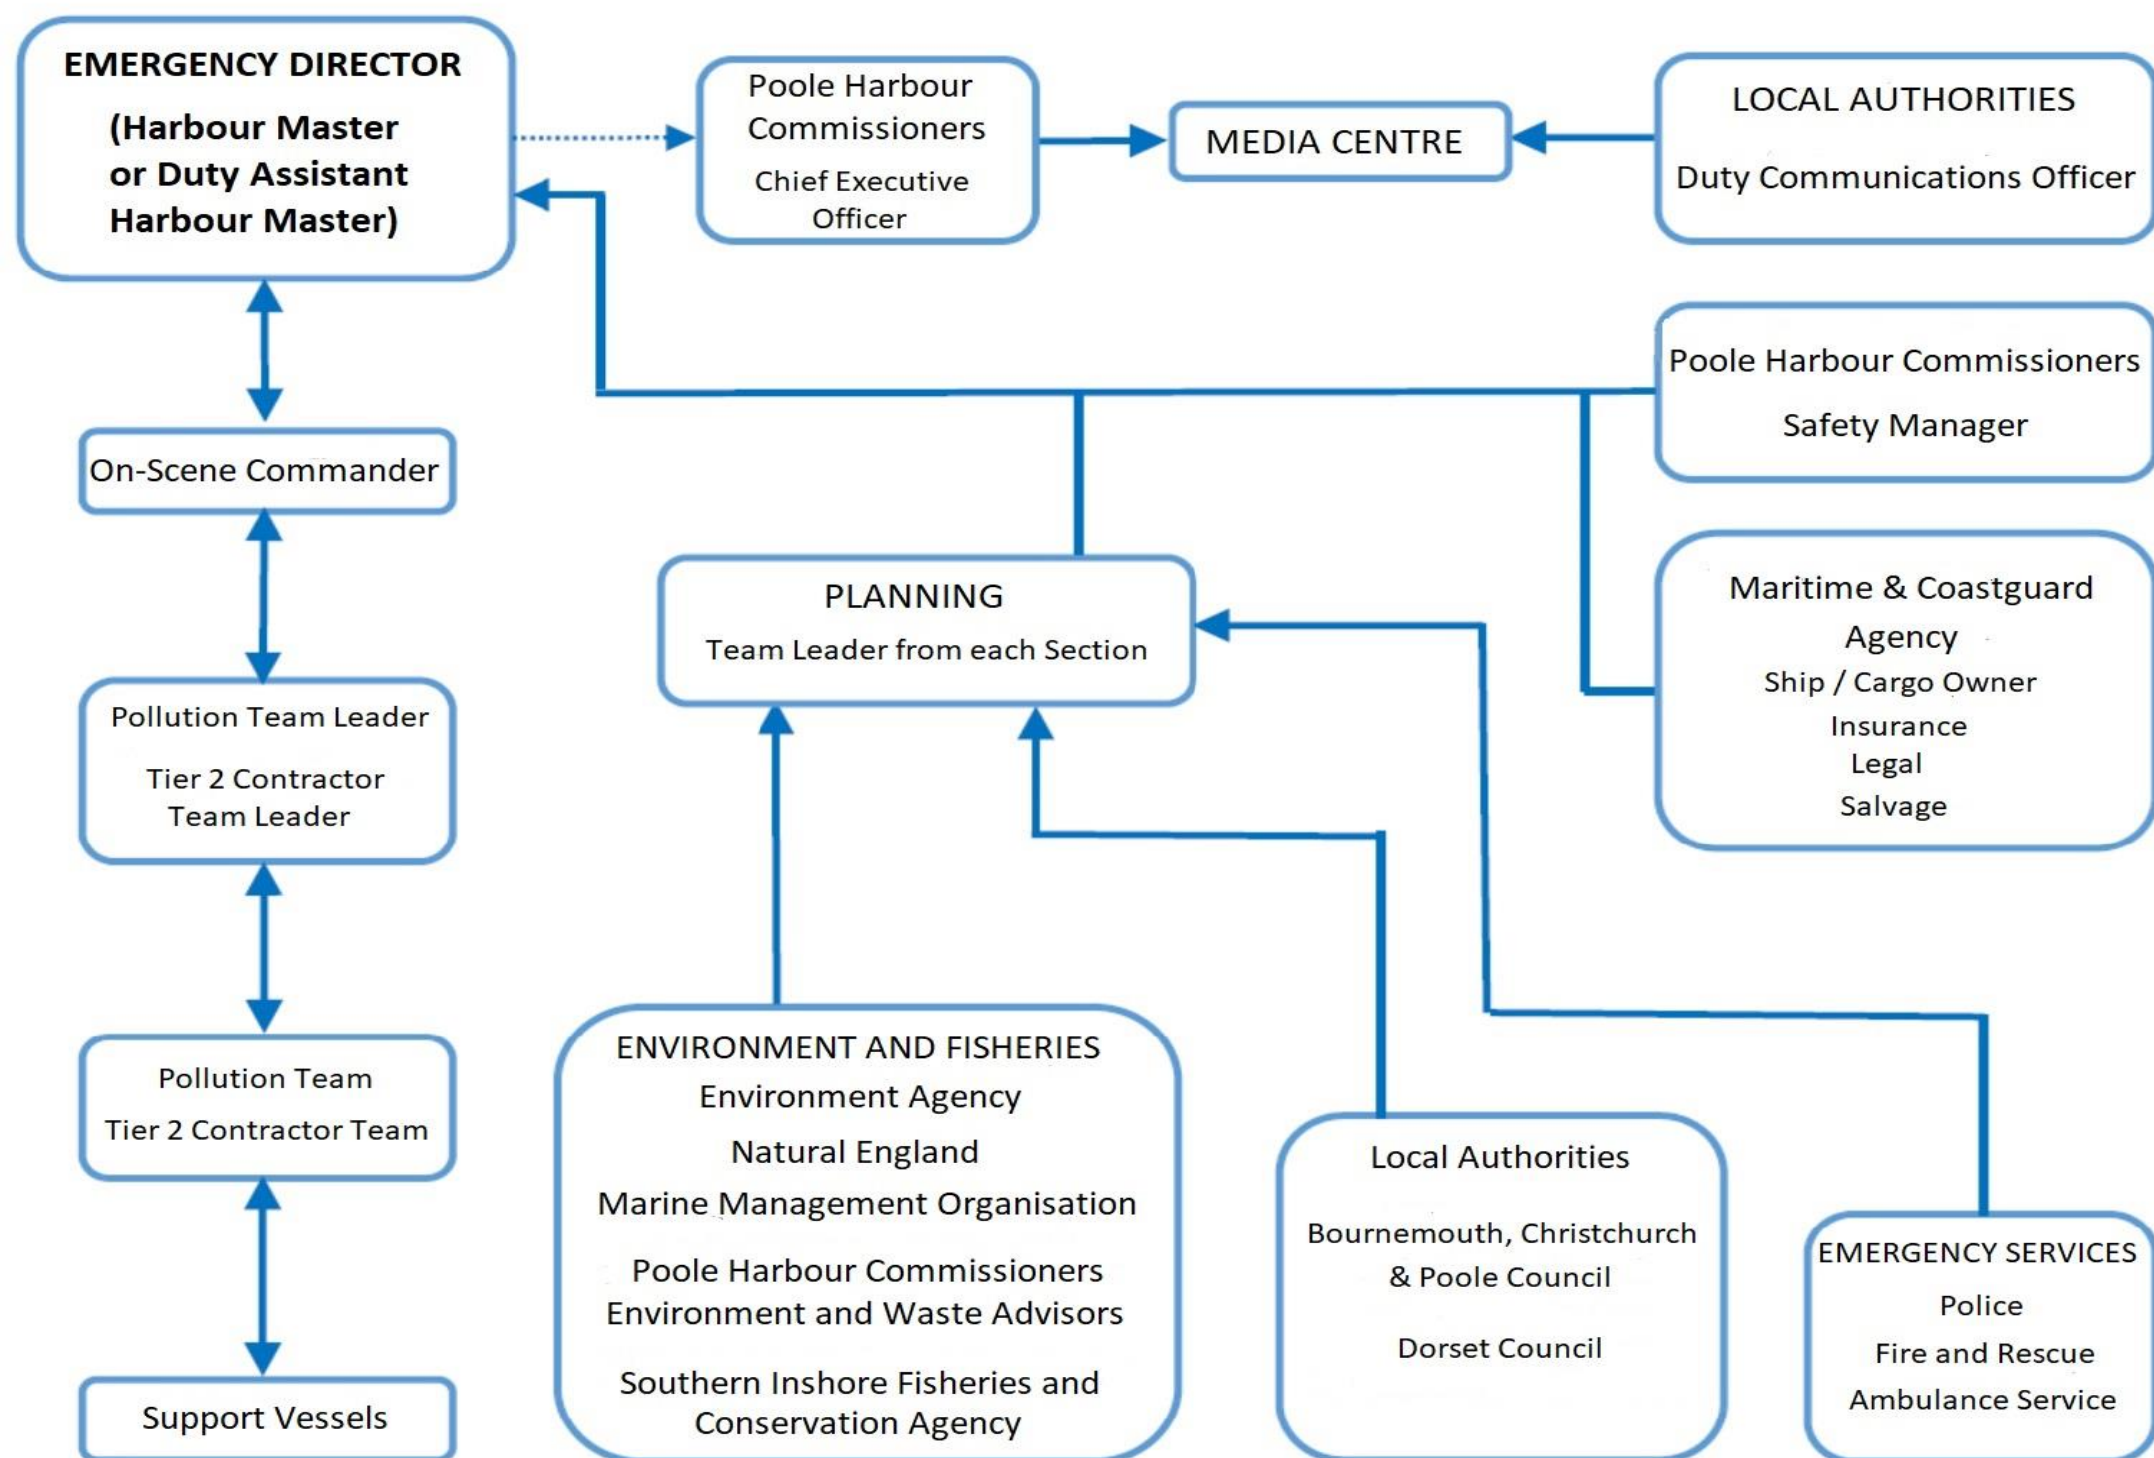 EMERGENCY DIRECTOR
(Harbour Master
or Duty Assistant
Harbour Master)
Poole Harbour
Commissioners
Chief Executive
Officer
MEDIA CENTRE
LOCAL AUTHORITIES
Duty Communications Officer
Poole Harbour Commissioners
Safety Manager
On-Scene Commander
PLANNING
Team Leader from each Section
Maritime & Coastguard
Agency
Ship / Cargo Owner
Insurance
Legal
Salvage
Pollution Team Leader
Tier 2 Contractor
Team Leader
Pollution Team
Tier 2 Contractor Team
Support Vessels
ENVIRONMENT AND FISHERIES
Environment Agency
Natural England
Marine Management Organisation
Poole Harbour Commissioners
Environment and Waste Advisors
Southern Inshore Fisheries and
Conservation Agency
Local Authorities
Bournemouth, Christchurch
& Poole Council
Dorset Council
EMERGENCY SERVICES
Police
Fire and Rescue
Ambulance Service